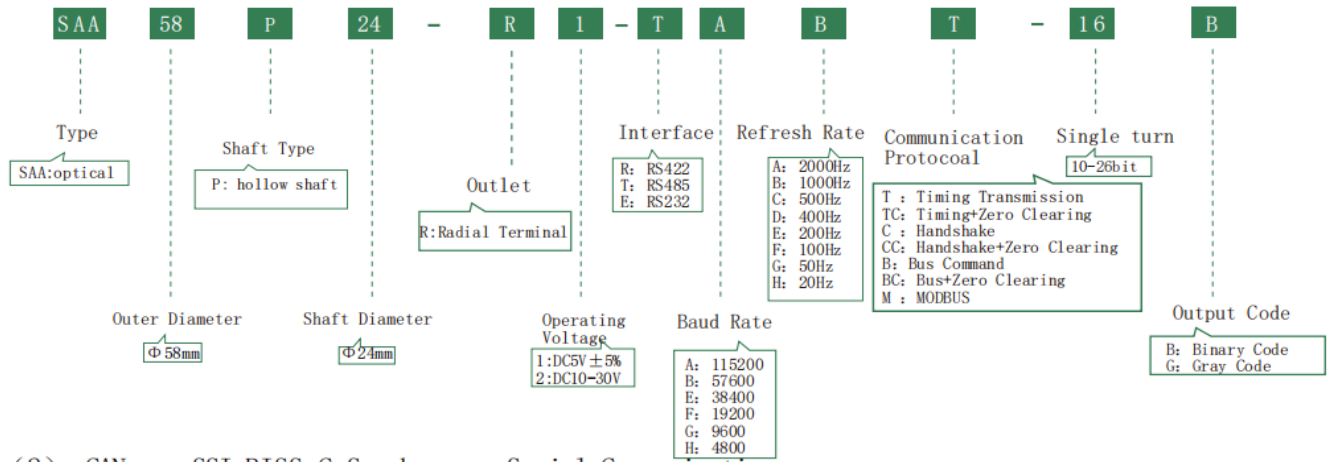 SAA 58 P 24 - R 1 - T A B T - 16 B
Type
SAA:optical
Shaft Type
P: hollow shaft
Outlet
R:Radial Terminal
Interface
R: RS422
T: RS485
E: RS232
Refresh Rate
A: 2000Hz
B: 1000Hz
C: 500Hz
D: 400Hz
E: 200Hz
F: 100Hz
G: 50Hz
H: 20Hz
Communication
Protocoal
T : Timing Transmission
TC: Timing+Zero Clearing
C : Handshake
CC: Handshake+Zero Clearing
B: Bus Command
BC: Bus+Zero Clearing
M : MODBUS
Single turn
10-26bit
Outer Diameter
Φ58mm
Shaft Diameter
Φ24mm
Operating
Voltage
1:DC5V±5%
2:DC10-30V
Baud Rate
A: 115200
B: 57600
E: 38400
F: 19200
G: 9600
H: 4800
Output Code
B: Binary Code
G: Gray Code